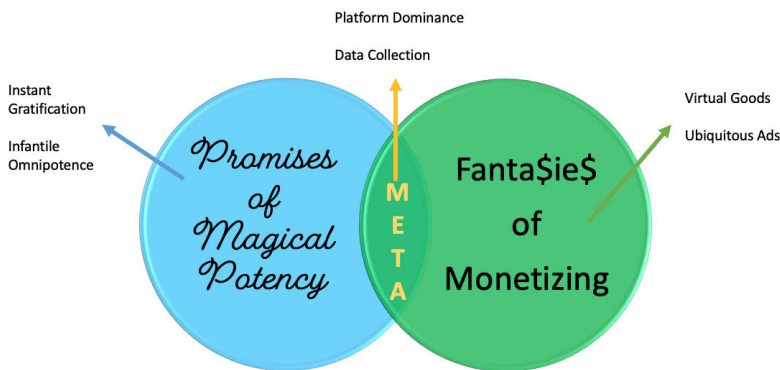 Platform Dominance
Data Collection
Instant
Gratification
Infantile
Omnipotence
Virtual Goods
Ubiquitous Ads
Promises
of
Magical
Potency
M
E
T
A
Fanta$ie$
of
Monetizing